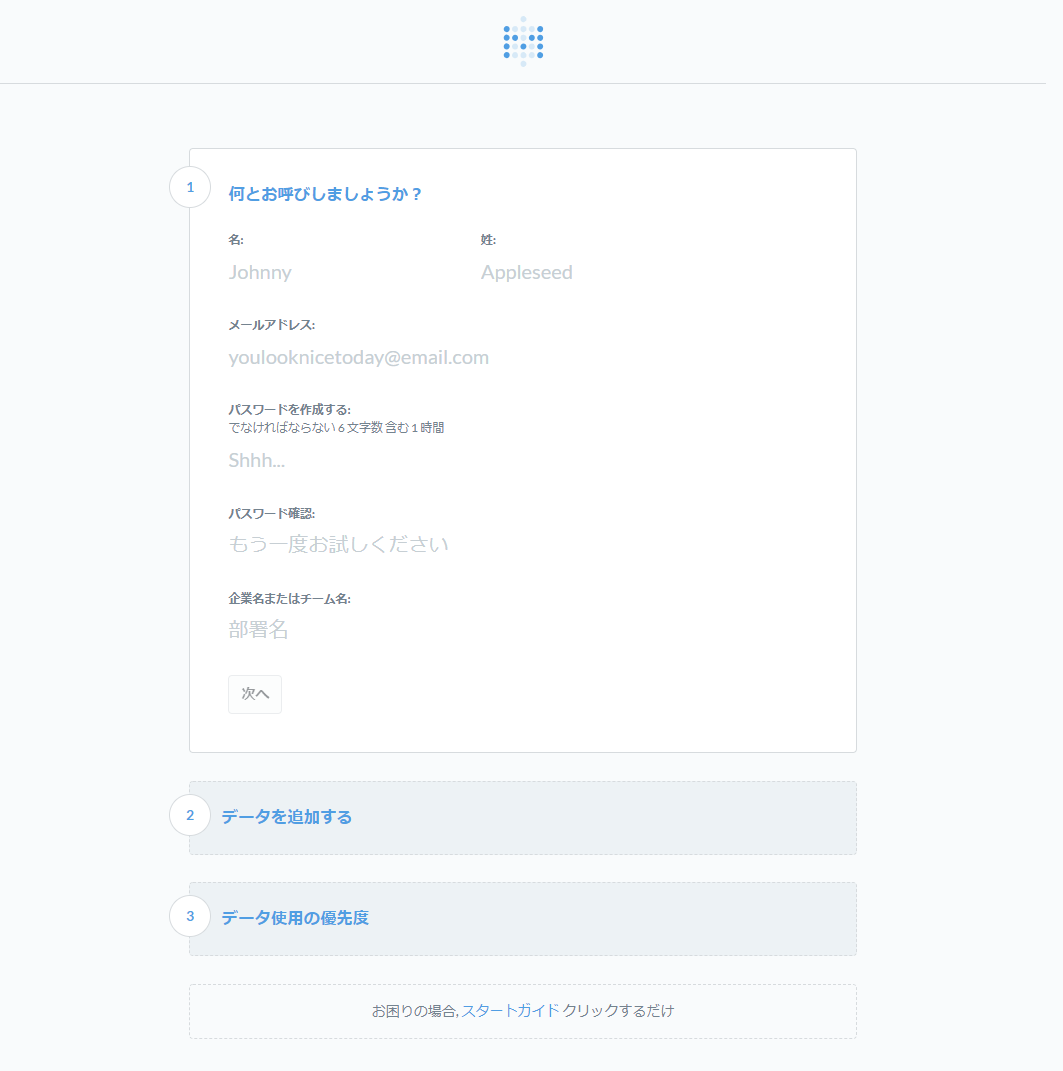 1
何とお呼びしましょうか？
名: 姓:
Johnny Appleseed
メールアドレス:
youlooknicetoday@email.com
パスワードを作成する:
でなければならない 6 文字数 含む 1 時間
Shhh...
パスワード確認:
もう一度お試しください
企業名またはチーム名:
部署名
次へ
2 データを追加する
3 データ使用の優先度
お困りの場合, スタートガイド クリックするだけ